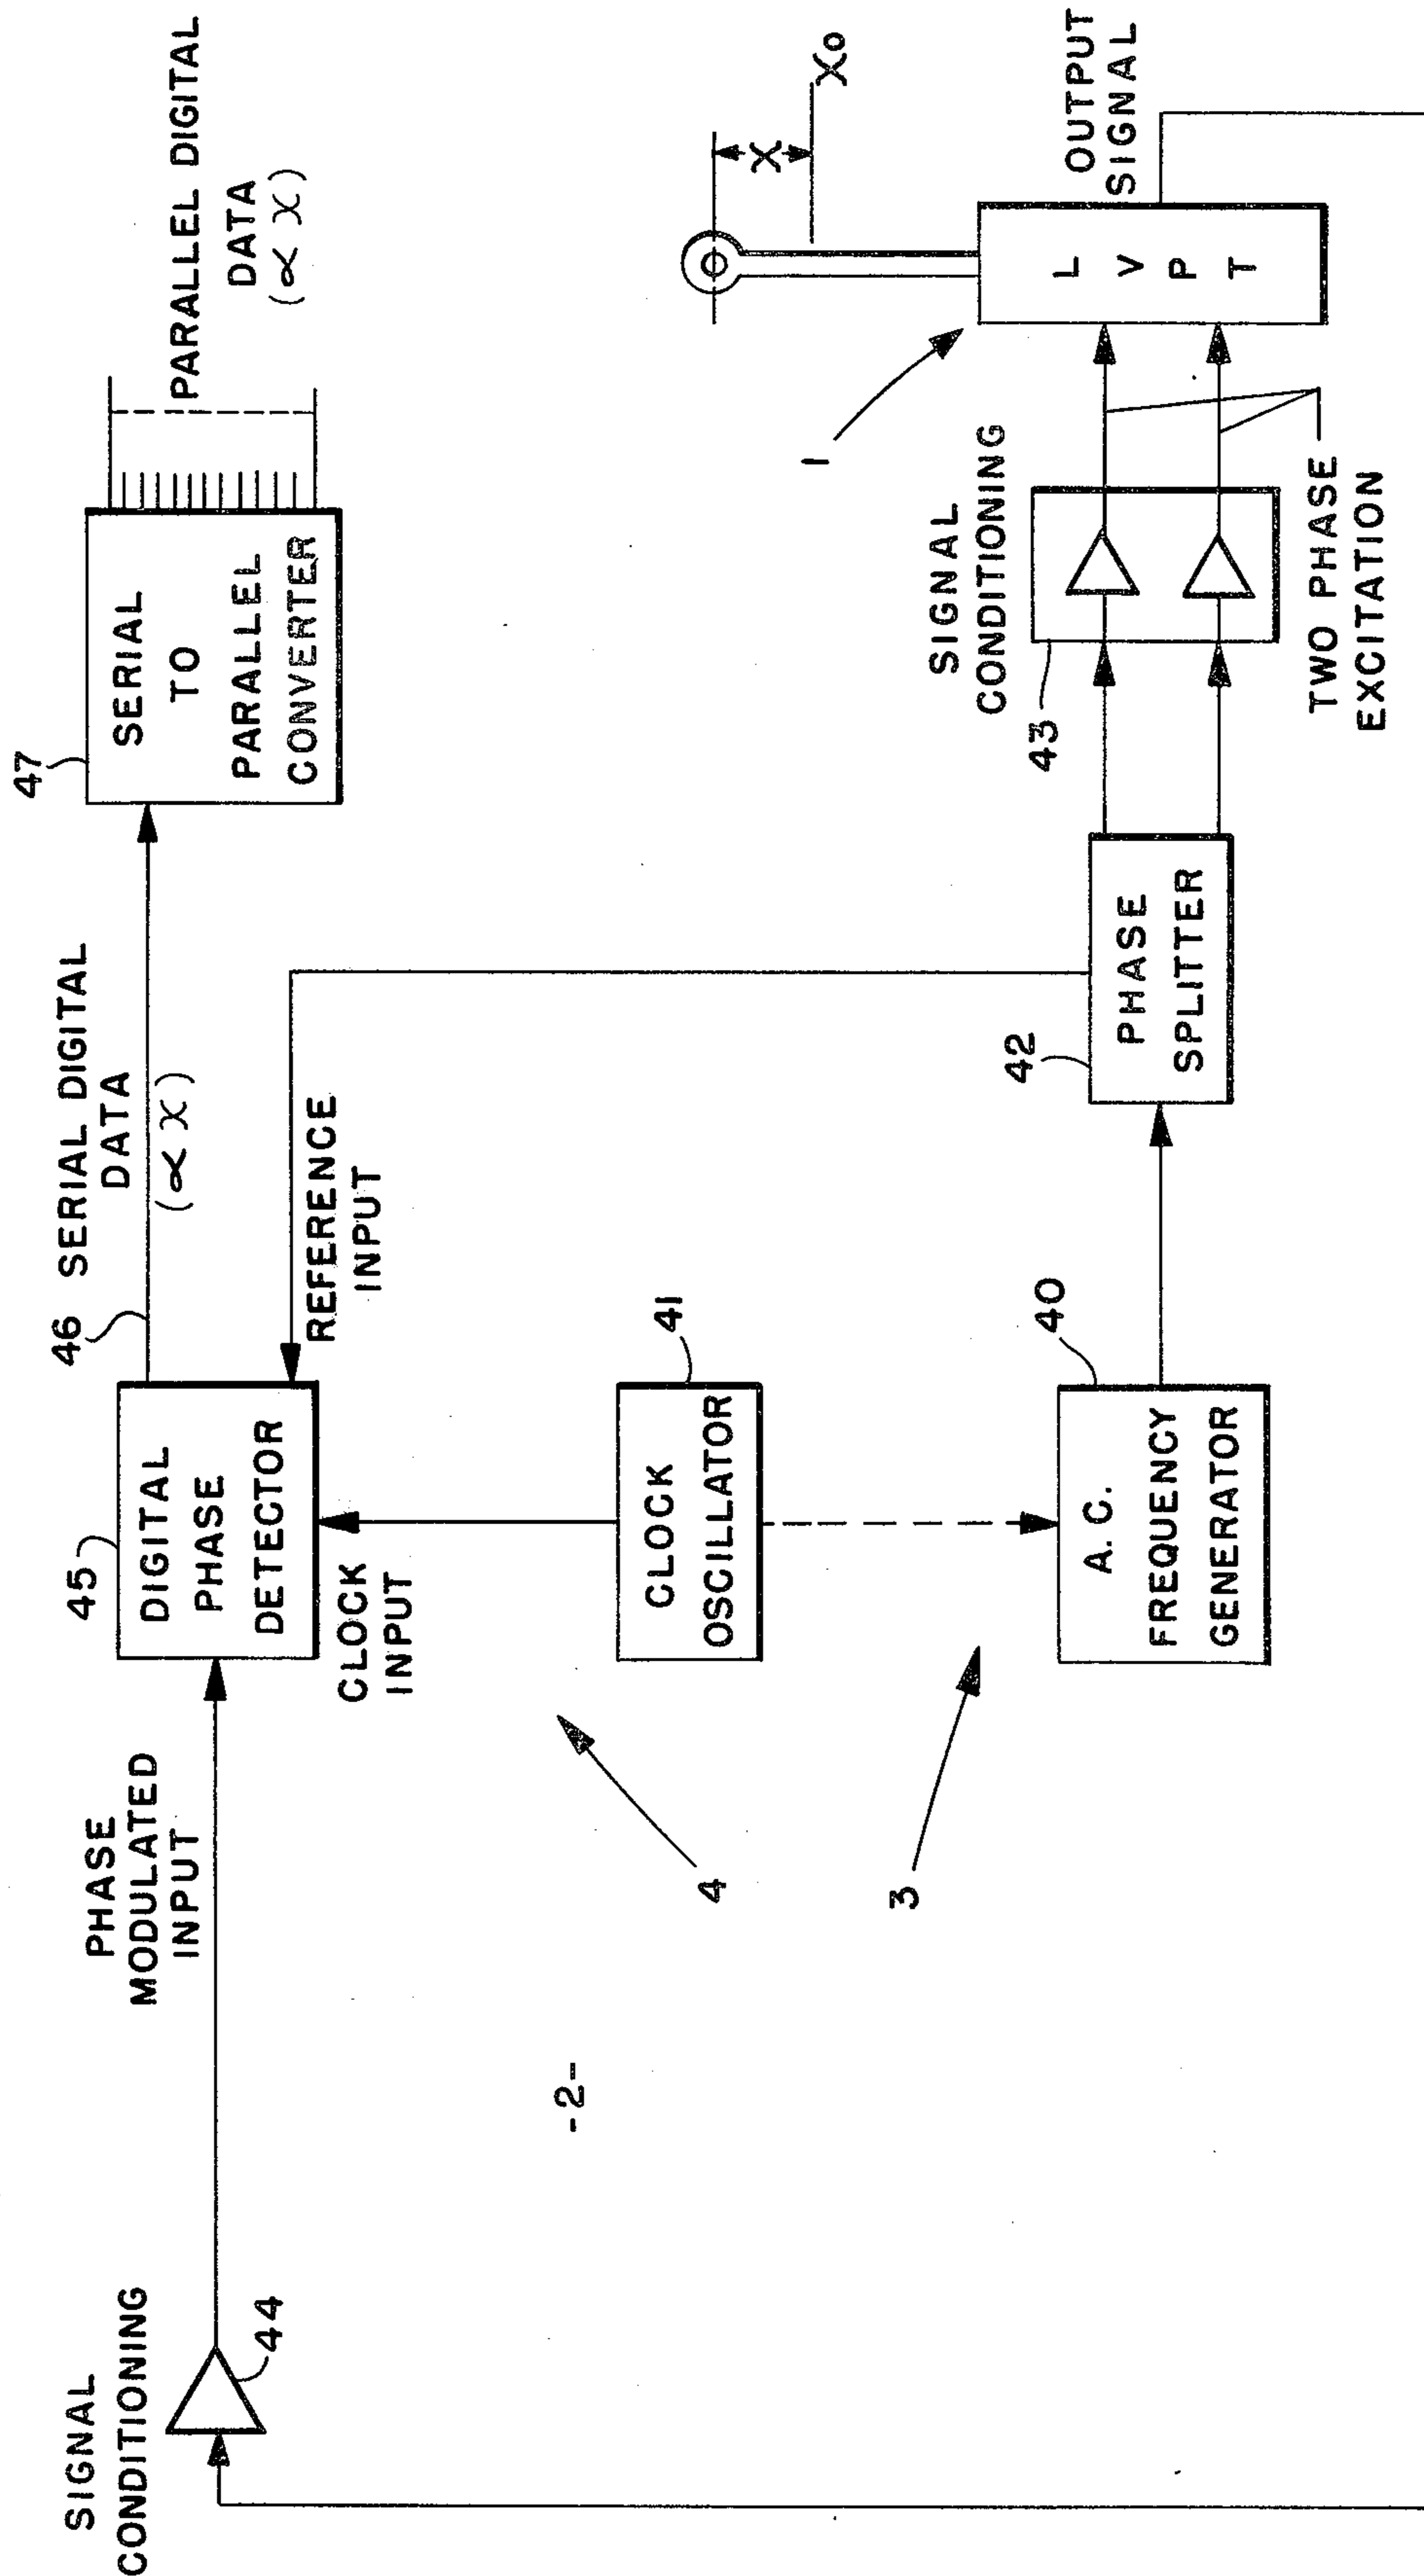 SIGNAL
CONDITIONING
44
PHASE
MODULATED
INPUT
45
DIGITAL
PHASE
DETECTOR
CLOCK
INPUT
46
SERIAL DIGITAL
DATA
(∝ X)
REFERENCE
INPUT
47
SERIAL
TO
PARALLEL
CONVERTER
PARALLEL DIGITAL
DATA
(∝ X)
-2-
4
41
CLOCK
OSCILLATOR
3
40
A.C.
FREQUENCY
GENERATOR
42
PHASE
SPLITTER
SIGNAL
CONDITIONING
43
TWO PHASE
EXCITATION
1
L
V
P
T
X
X0
OUTPUT
SIGNAL